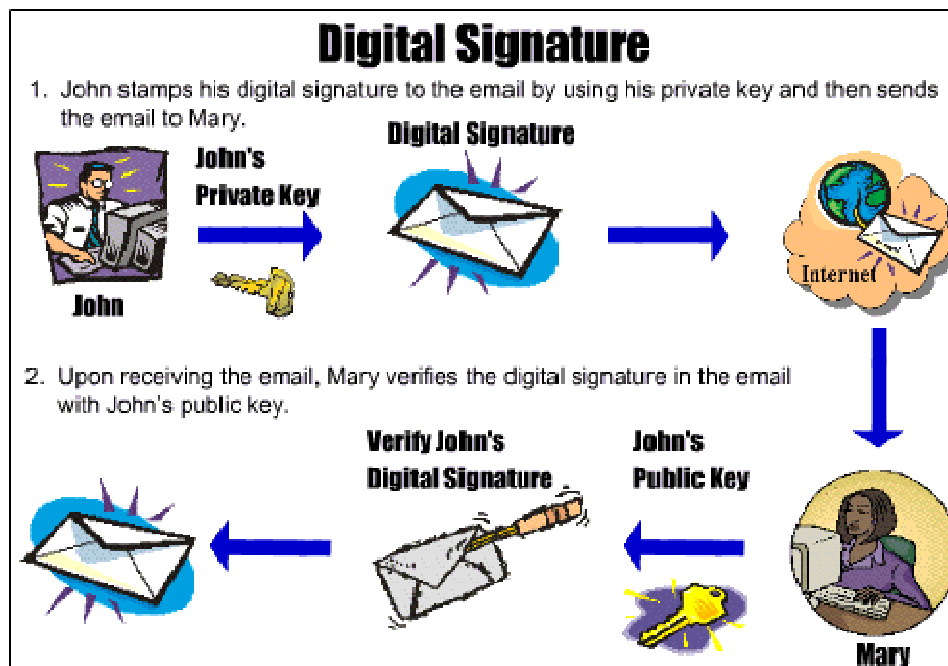 Digital Signature
1. John stamps his digital signature to the email by using his private key and then sends
the email to Mary.
Digital Signature
John's
Private Key
Internet
John
2. Upon receiving the email, Mary verifies the digital signature in the email
with John's public key.
Verify John's
Digital Signature
John's
Public Key
Mary